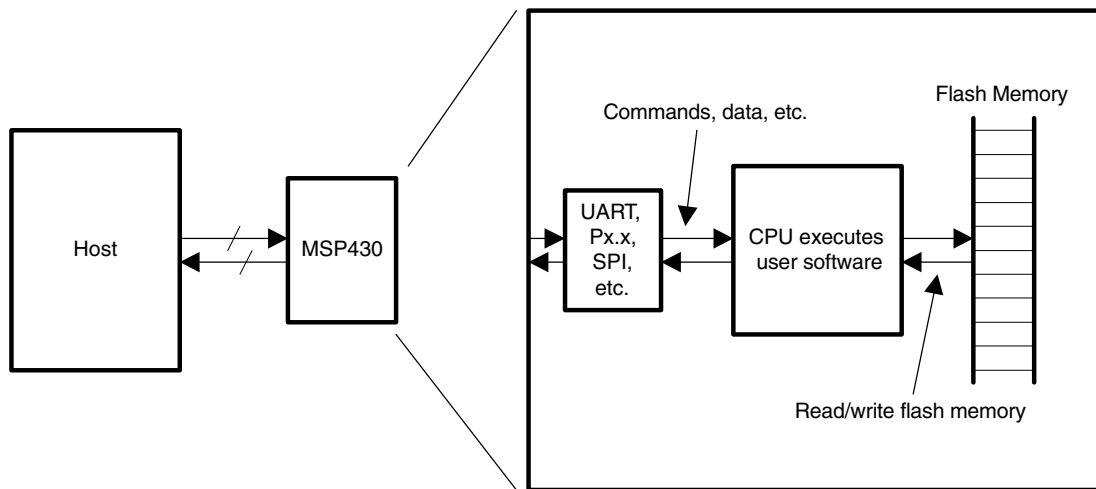 Host
MSP430
UART,
Px.x,
SPI,
etc.
Commands, data, etc.
CPU executes
user software
Flash Memory
Read/write flash memory